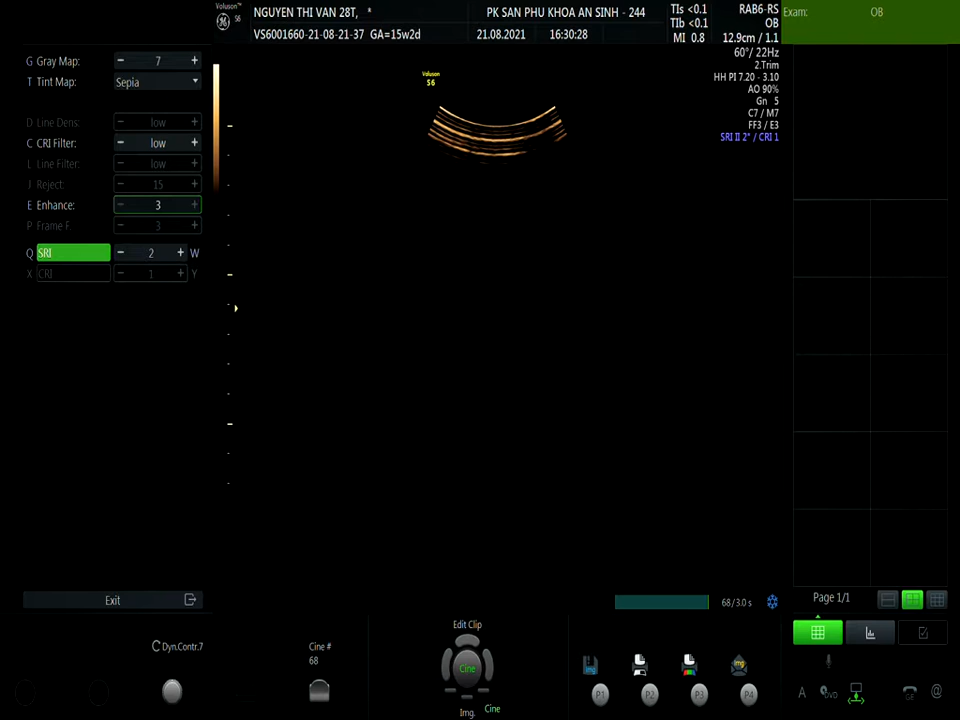 Voluson™
S6
NGUYEN THI VAN 28T, *
PK SAN PHU KHOA AN SINH - 244
VS6001660-21-08-21-37 GA=15w2d
21.08.2021
16:30:28
TIs <0.1
TIb <0.1
MI 0.8
RAB6-RS
OB
12.9cm / 1.1
60°/ 22Hz
2.Trim
HH PI 7.20 - 3.10
AO 90%
Gn 5
C7 / M7
FF3 / E3
SRI II 2" / CRI 1
Exam: OB
Voluson
S6
G Gray Map: - 7 +
T Tint Map: Sepia
D Line Dens: - low +
C CRI Filter: - low +
L Line Filter: - low +
J Reject: - 15 +
E Enhance: - 3 +
P Frame F. - 3 +
Q SRI - 2 + W
X CRI - 1 + Y
Exit
68/3.0 s
Page 1/1
Dyn.Contr.7
Cine #
68
Edit Clip
Cine
Img.
Cine
Img
Img
P1
P2
P3
P4
A
DVD
@